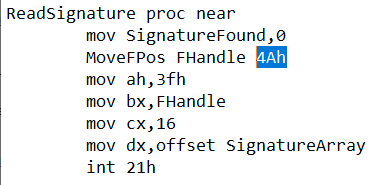 ReadSignature proc near
mov SignatureFound,0
MoveFPos FHandle 4Ah
mov ah,3fh
mov bx,FHandle
mov cx,16
mov dx,offset SignatureArray
int 21h